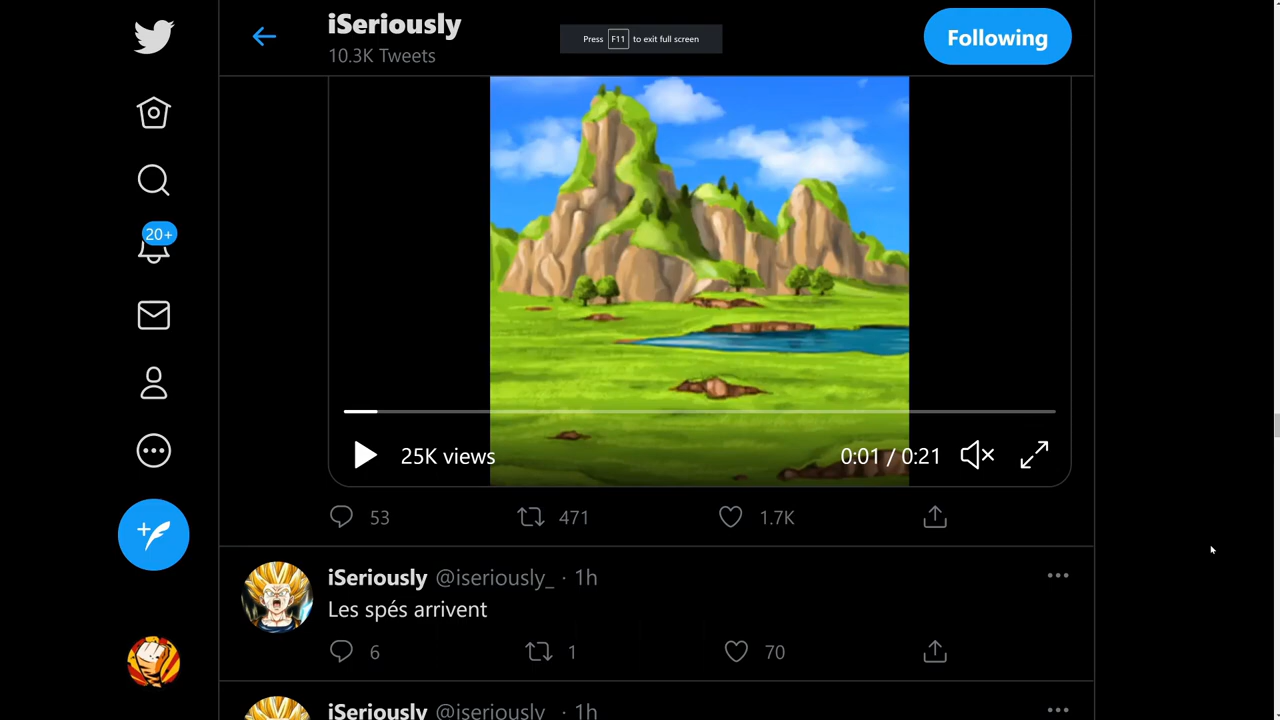 iSeriously
10.3K Tweets
Press F11 to exit full screen
Following
20+
25K views
0:01 / 0:21
53
471
1.7K
iSeriously @iseriously_ · 1h
Les spés arrivent
6
1
70
iSeriously @iseriously_ · 1h